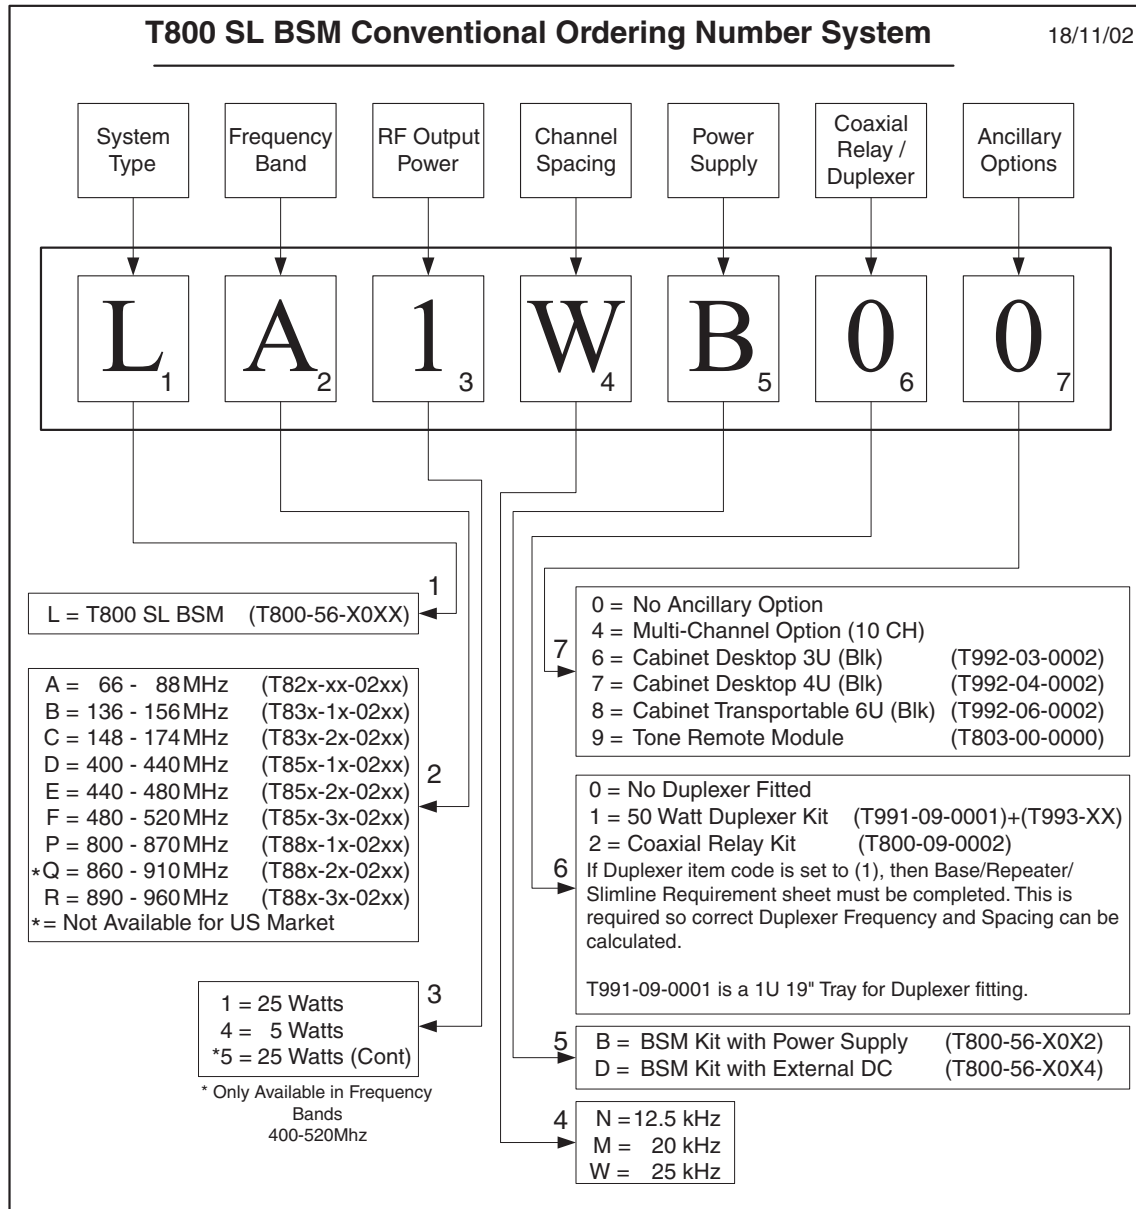 T800 SL BSM Conventional Ordering Number System
18/11/02
System Type
Frequency Band
RF Output Power
Channel Spacing
Power Supply
Coaxial Relay / Duplexer
Ancillary Options
L 1
A 2
1 3
W 4
B 5
0 6
0 7
1
L = T800 SL BSM (T800-56-X0XX)
2
A = 66 - 88MHz (T82x-xx-02xx)
B = 136 - 156MHz (T83x-1x-02xx)
C = 148 - 174MHz (T83x-2x-02xx)
D = 400 - 440MHz (T85x-1x-02xx)
E = 440 - 480MHz (T85x-2x-02xx)
F = 480 - 520MHz (T85x-3x-02xx)
P = 800 - 870MHz (T88x-1x-02xx)
*Q = 860 - 910MHz (T88x-2x-02xx)
R = 890 - 960MHz (T88x-3x-02xx)
*= Not Available for US Market
3
1 = 25 Watts
4 = 5 Watts
*5 = 25 Watts (Cont)
* Only Available in Frequency
Bands
400-520Mhz
7
0 = No Ancillary Option
4 = Multi-Channel Option (10 CH)
6 = Cabinet Desktop 3U (Blk) (T992-03-0002)
7 = Cabinet Desktop 4U (Blk) (T992-04-0002)
8 = Cabinet Transportable 6U (Blk) (T992-06-0002)
9 = Tone Remote Module (T803-00-0000)
6
0 = No Duplexer Fitted
1 = 50 Watt Duplexer Kit (T991-09-0001)+(T993-XX)
2 = Coaxial Relay Kit (T800-09-0002)
If Duplexer item code is set to (1), then Base/Repeater/
Slimline Requirement sheet must be completed. This is
required so correct Duplexer Frequency and Spacing can be
calculated.
T991-09-0001 is a 1U 19" Tray for Duplexer fitting.
5
B = BSM Kit with Power Supply (T800-56-X0X2)
D = BSM Kit with External DC (T800-56-X0X4)
4
N = 12.5 kHz
M = 20 kHz
W = 25 kHz